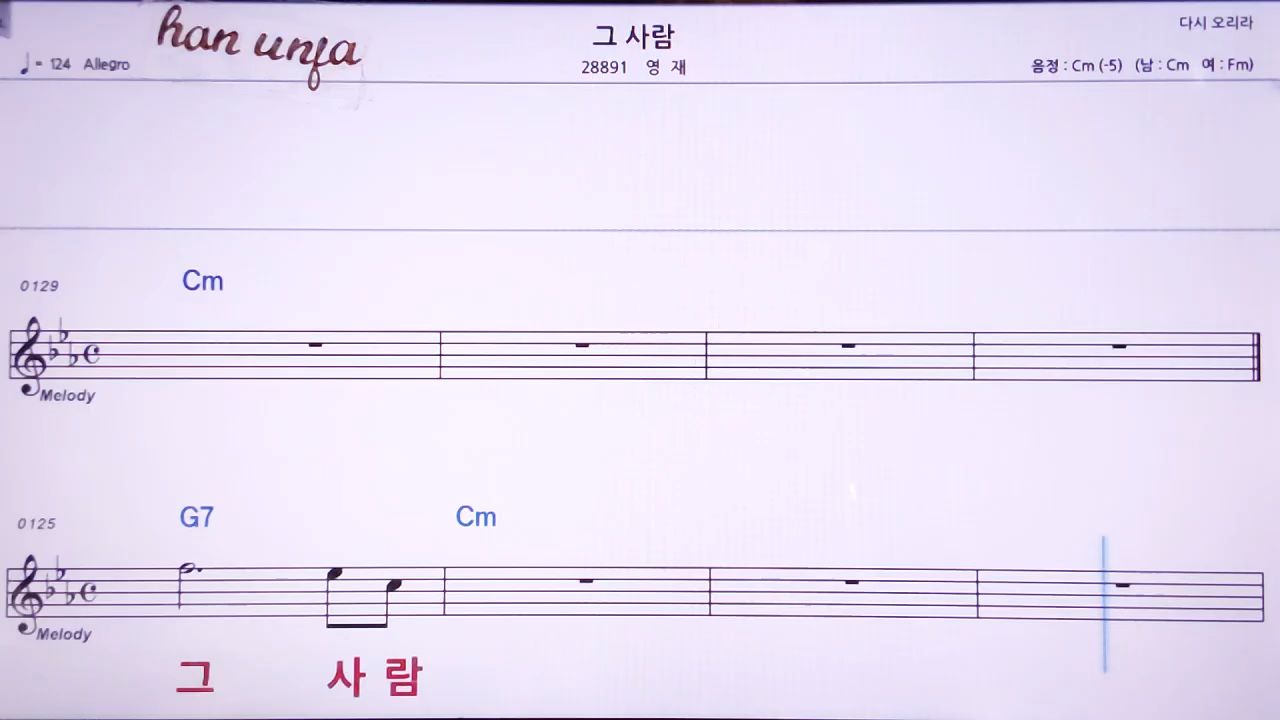 han unfa
그 사람
다시 오리라
♩ = 124 Allegro
28891 영 재
음정 : Cm (-5) (남 : Cm 여 : Fm)
0129 Cm
Melody
0125 G7 Cm
Melody
그 사 람